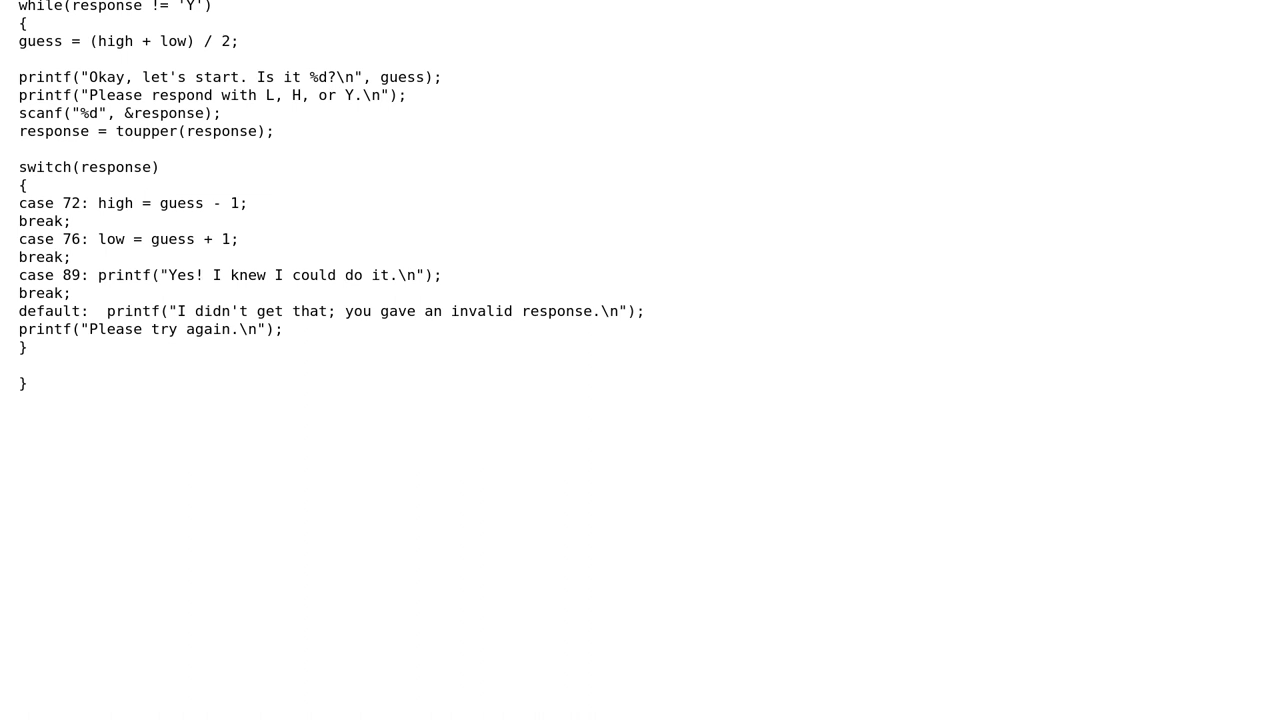 while(response != 'Y')
{
guess = (high + low) / 2;
printf("Okay, let's start. Is it %d?\n", guess);
printf("Please respond with L, H, or Y.\n");
scanf("%d", &response);
response = toupper(response);
switch(response)
{
case 72: high = guess - 1;
break;
case 76: low = guess + 1;
break;
case 89: printf("Yes! I knew I could do it.\n");
break;
default:  printf("I didn't get that; you gave an invalid response.\n");
printf("Please try again.\n");
}
}